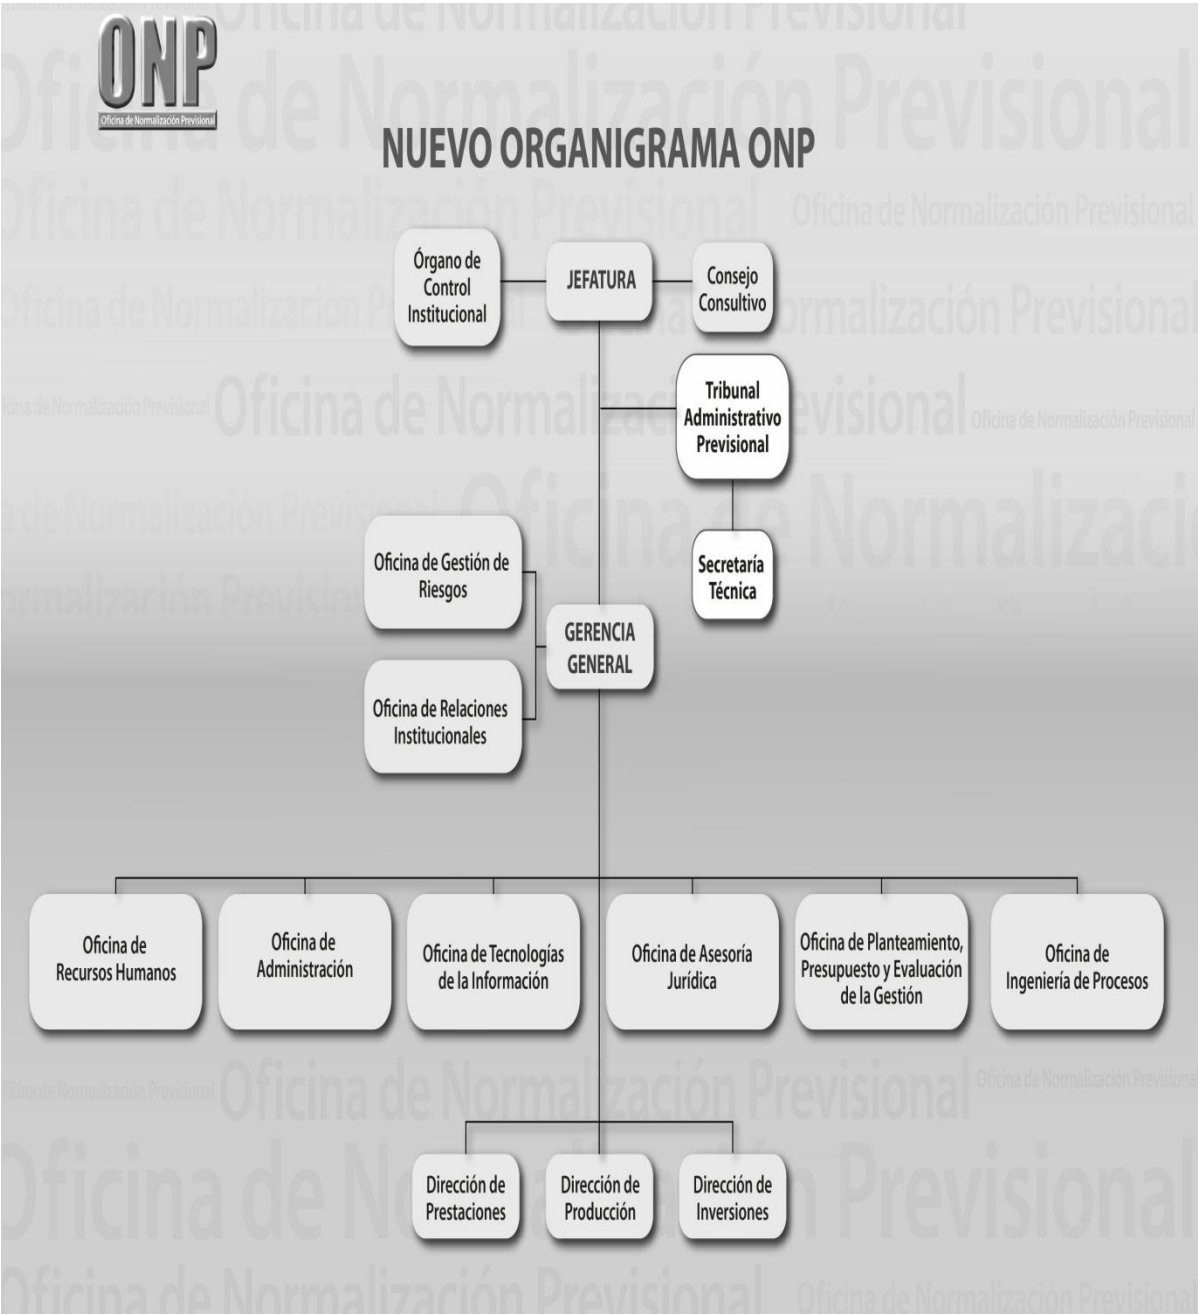 ONP
Oficina de Normalización Previsional
NUEVO ORGANIGRAMA ONP
Órgano de
Control
Institucional
JEFATURA
Consejo
Consultivo
Tribunal
Administrativo
Previsional
Secretaría
Técnica
Oficina de Gestión de
Riesgos
GERENCIA
GENERAL
Oficina de Relaciones
Institucionales
Oficina de
Recursos Humanos
Oficina de
Administración
Oficina de Tecnologías
de la Información
Oficina de Asesoría
Jurídica
Oficina de Planteamiento,
Presupuesto y Evaluación
de la Gestión
Oficina de
Ingeniería de Procesos
Dirección de
Prestaciones
Dirección de
Producción
Dirección de
Inversiones